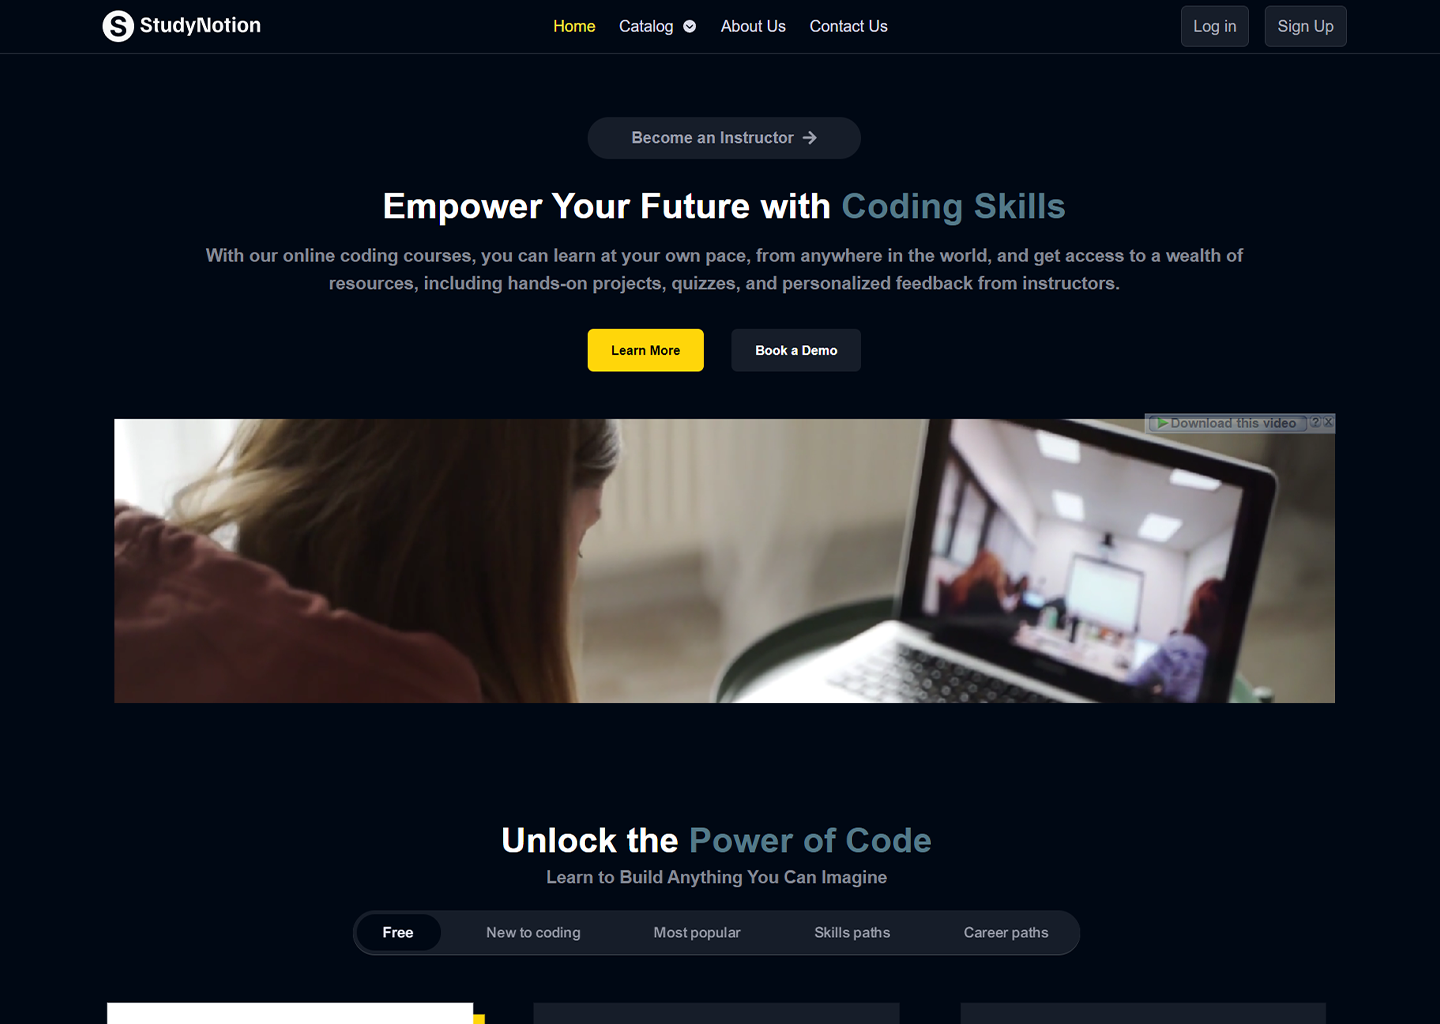 S StudyNotion
Home Catalog About Us Contact Us
Log in Sign Up
Become an Instructor →
Empower Your Future with Coding Skills
With our online coding courses, you can learn at your own pace, from anywhere in the world, and get access to a wealth of
resources, including hands-on projects, quizzes, and personalized feedback from instructors.
Learn More Book a Demo
Download this video ? X
Unlock the Power of Code
Learn to Build Anything You Can Imagine
Free New to coding Most popular Skills paths Career paths